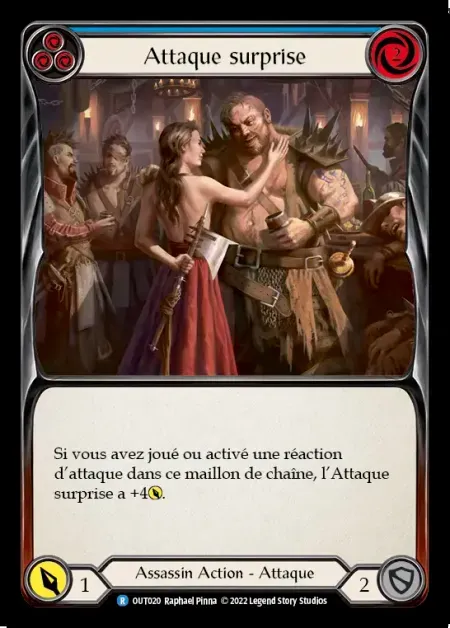 Attaque surprise
2
Si vous avez joué ou activé une réaction
d'attaque dans ce maillon de chaîne, l'Attaque
surprise a +4.
1
Assassin Action - Attaque
2
R OUT020 Raphael Pinna ©2022 Legend Story Studios